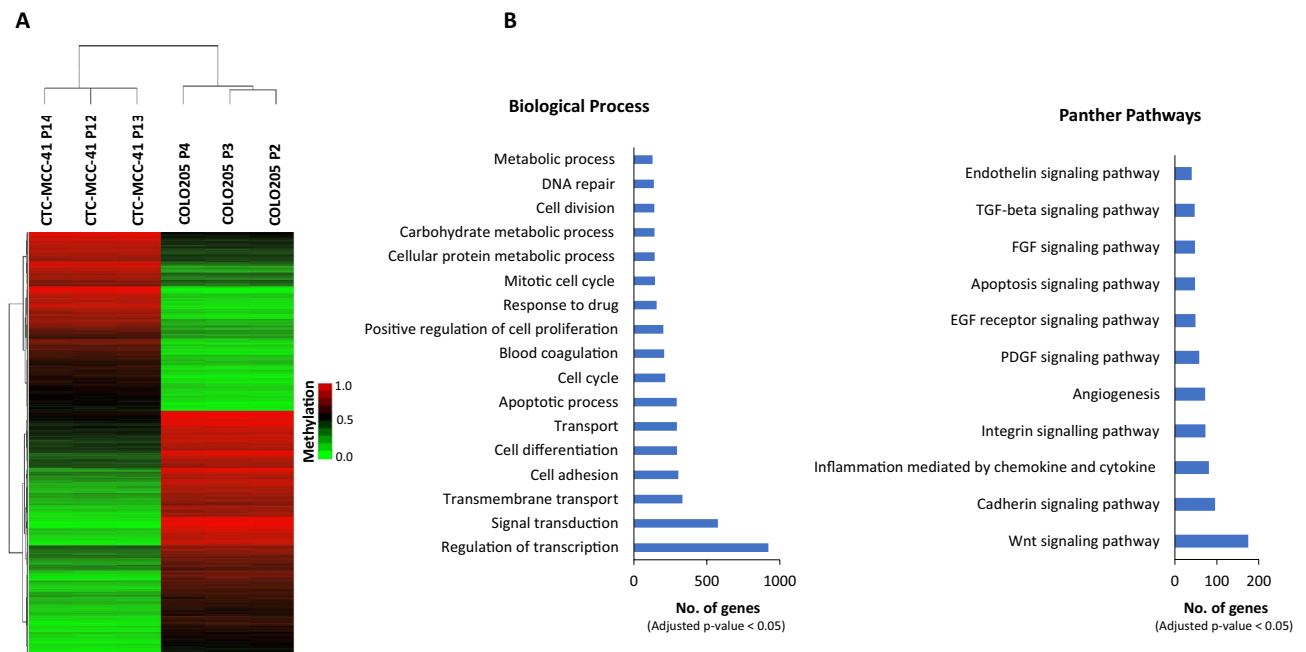 A
B
CTC-MCC-41 P14
CTC-MCC-41 P12
CTC-MCC-41 P13
COLO205 P4
COLO205 P3
COLO205 P2
Methylation
1.0
0.5
0.0
Biological Process
Metabolic process
DNA repair
Cell division
Carbohydrate metabolic process
Cellular protein metabolic process
Mitotic cell cycle
Response to drug
Positive regulation of cell proliferation
Blood coagulation
Cell cycle
Apoptotic process
Transport
Cell differentiation
Cell adhesion
Transmembrane transport
Signal transduction
Regulation of transcription
0 500 1000
No. of genes
(Adjusted p-value < 0.05)
Panther Pathways
Endothelin signaling pathway
TGF-beta signaling pathway
FGF signaling pathway
Apoptosis signaling pathway
EGF receptor signaling pathway
PDGF signaling pathway
Angiogenesis
Integrin signalling pathway
Inflammation mediated by chemokine and cytokine
Cadherin signaling pathway
Wnt signaling pathway
0 100 200
No. of genes
(Adjusted p-value < 0.05)